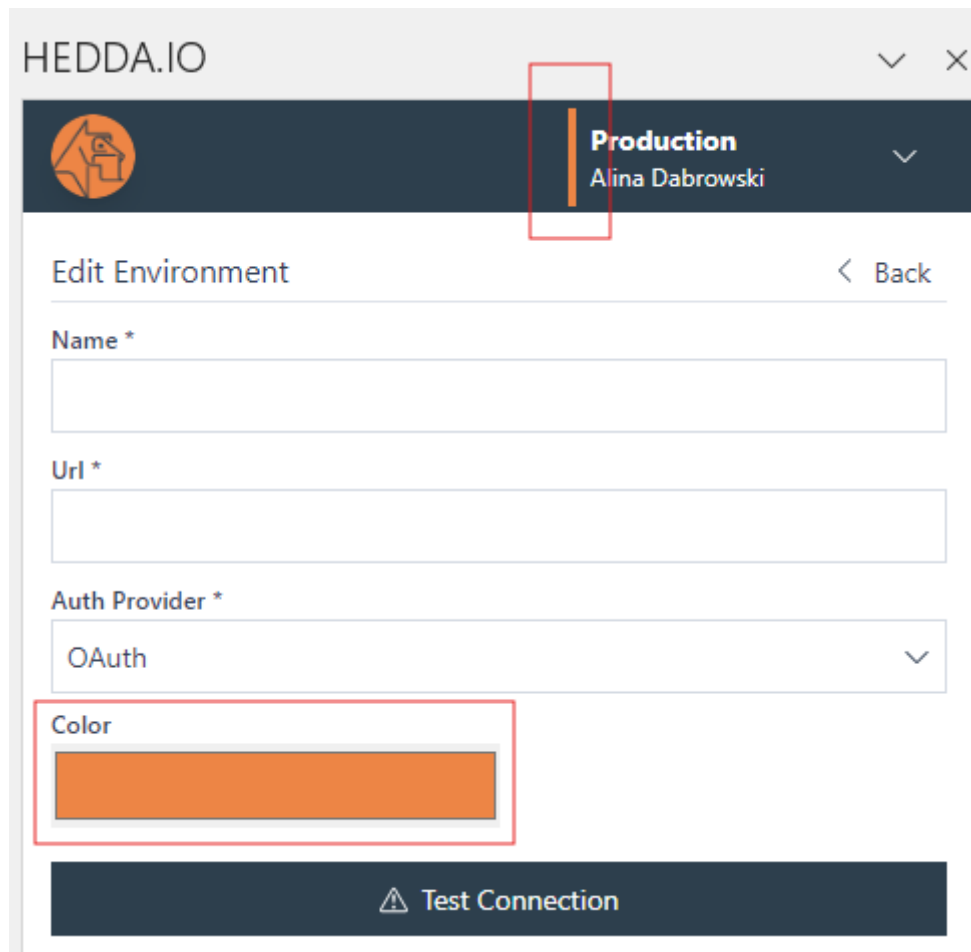 HEDDA.IO
Production
Alina Dabrowski
Edit Environment
Back
Name *
Url *
Auth Provider *
OAuth
Color
Test Connection